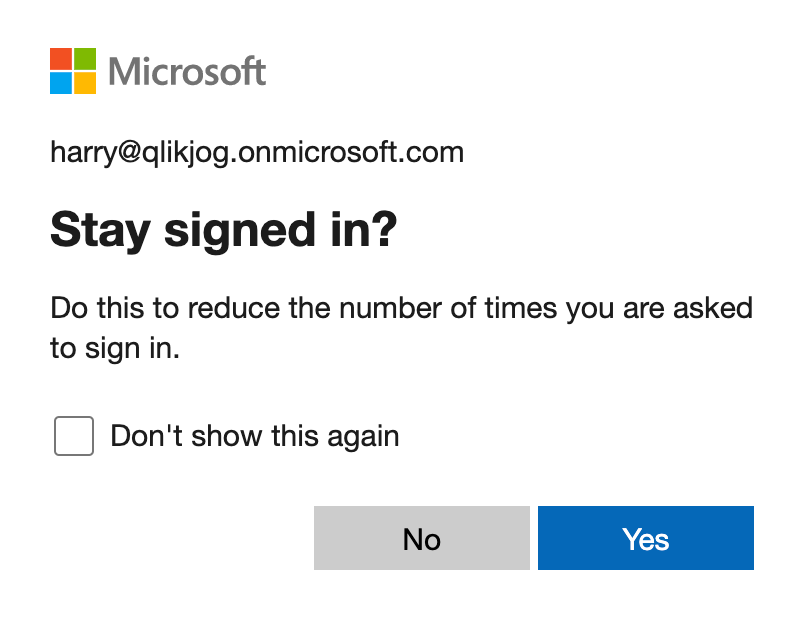 Microsoft
harry@qlikjog.onmicrosoft.com
Stay signed in?
Do this to reduce the number of times you are asked
to sign in.
Don't show this again
No
Yes